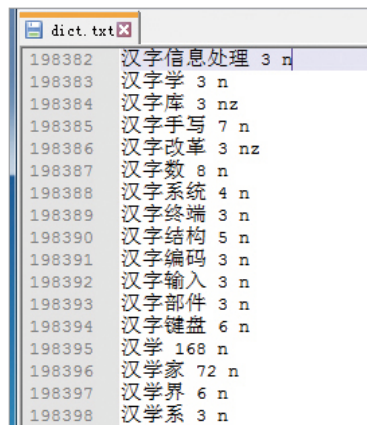 dict.txt
198382 汉字信息处理 3 n
198383 汉字学 3 n
198384 汉字库 3 nz
198385 汉字手写 7 n
198386 汉字改革 3 nz
198387 汉字数 8 n
198388 汉字系统 4 n
198389 汉字终端 3 n
198390 汉字结构 5 n
198391 汉字编码 3 n
198392 汉字输入 3 n
198393 汉字部件 3 n
198394 汉字键盘 6 n
198395 汉学 168 n
198396 汉学家 72 n
198397 汉学界 6 n
198398 汉学系 3 n